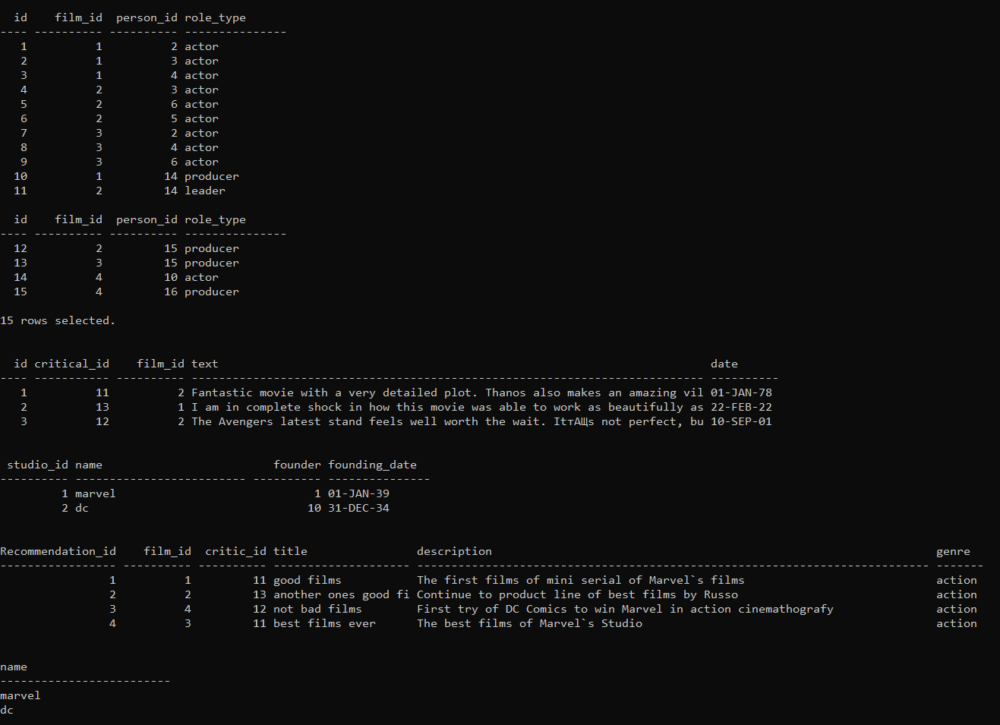 id    film_id  person_id role_type
---- ---------- ---------- ---------------
   1          1          2 actor
   2          1          3 actor
   3          1          4 actor
   4          2          3 actor
   5          2          6 actor
   6          2          5 actor
   7          3          2 actor
   8          3          4 actor
   9          3          6 actor
  10          1         14 producer
  11          2         14 leader
  id    film_id  person_id role_type
---- ---------- ---------- ---------------
  12          2         15 producer
  13          3         15 producer
  14          4         10 actor
  15          4         16 producer
15 rows selected.
  id critical_id    film_id text                                                                        date
---- ----------- ---------- --------------------------------------------------------------------------- ----------
   1          11          2 Fantastic movie with a very detailed plot. Thanos also makes an amazing vil 01-JAN-78
   2          13          1 I am in complete shock in how this movie was able to work as beautifully as 22-FEB-22
   3          12          2 The Avengers latest stand feels well worth the wait. ItтАЩs not perfect, bu 10-SEP-01
 studio_id name                         founder founding_date
---------- ------------------------- ---------- ---------------
         1 marvel                             1 01-JAN-39
         2 dc                                10 31-DEC-34
Recommendation_id    film_id  critic_id title                description                                                                 genre
----------------- ---------- ---------- -------------------- --------------------------------------------------------------------------- -------
                1          1         11 good films           The first films of mini serial of Marvel`s films                            action
                2          2         13 another ones good fi Continue to product line of best films by Russo                             action
                3          4         12 not bad films        First try of DC Comics to win Marvel in action cinemathografy               action
                4          3         11 best films ever      The best films of Marvel`s Studio                                           action
name
-------------------------
marvel
dc